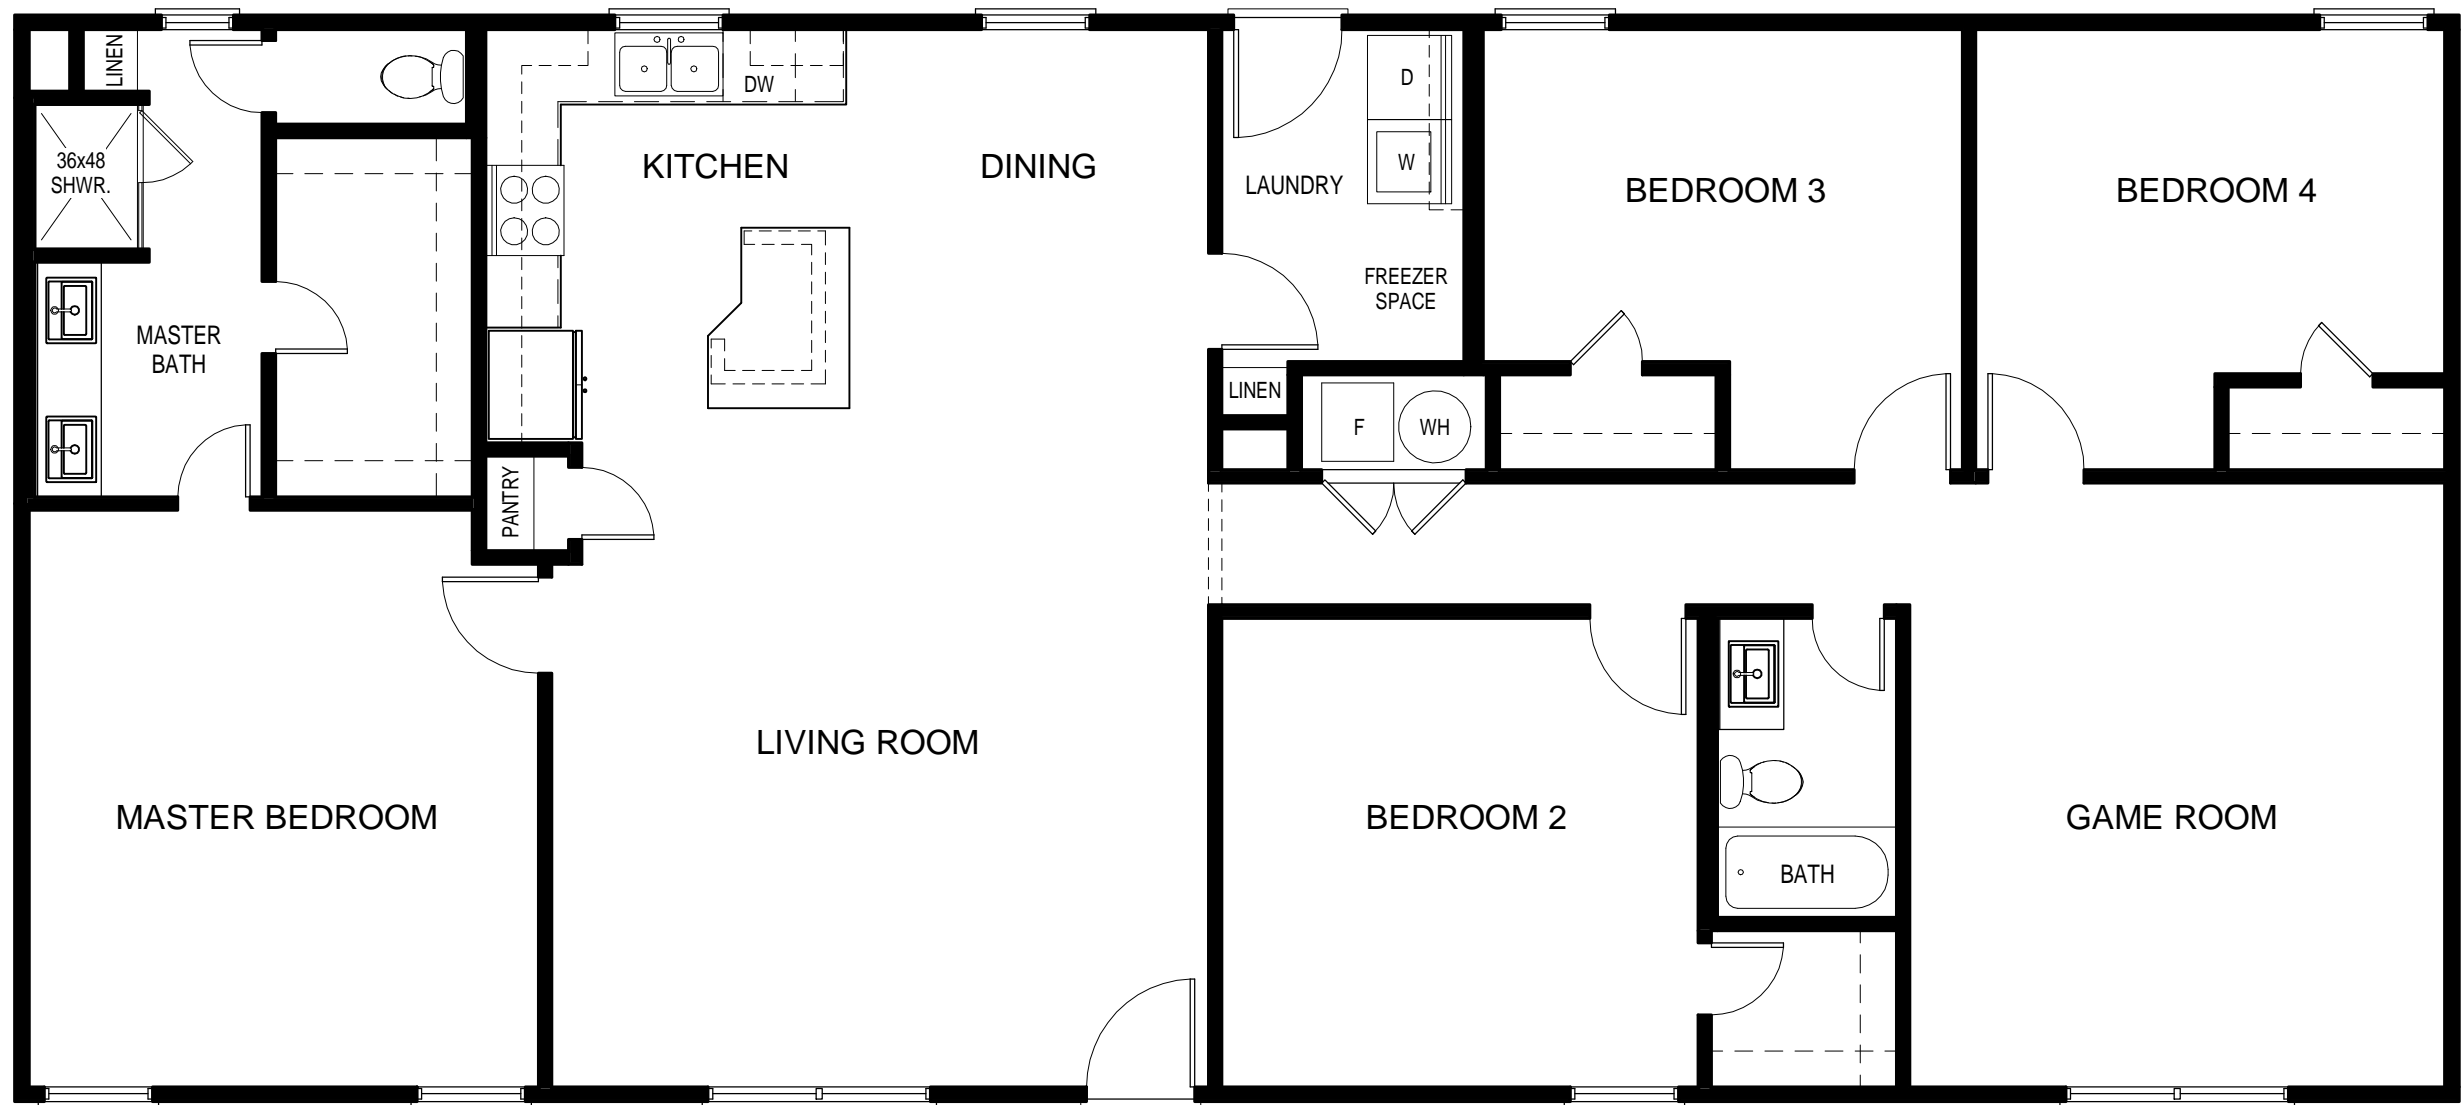 LINEN
DW
D
36x48
SHWR.
KITCHEN
DINING
W
LAUNDRY
BEDROOM 3
BEDROOM 4
FREEZER
SPACE
MASTER
BATH
LINEN
F
WH
PANTRY
LIVING ROOM
MASTER BEDROOM
BEDROOM 2
GAME ROOM
BATH